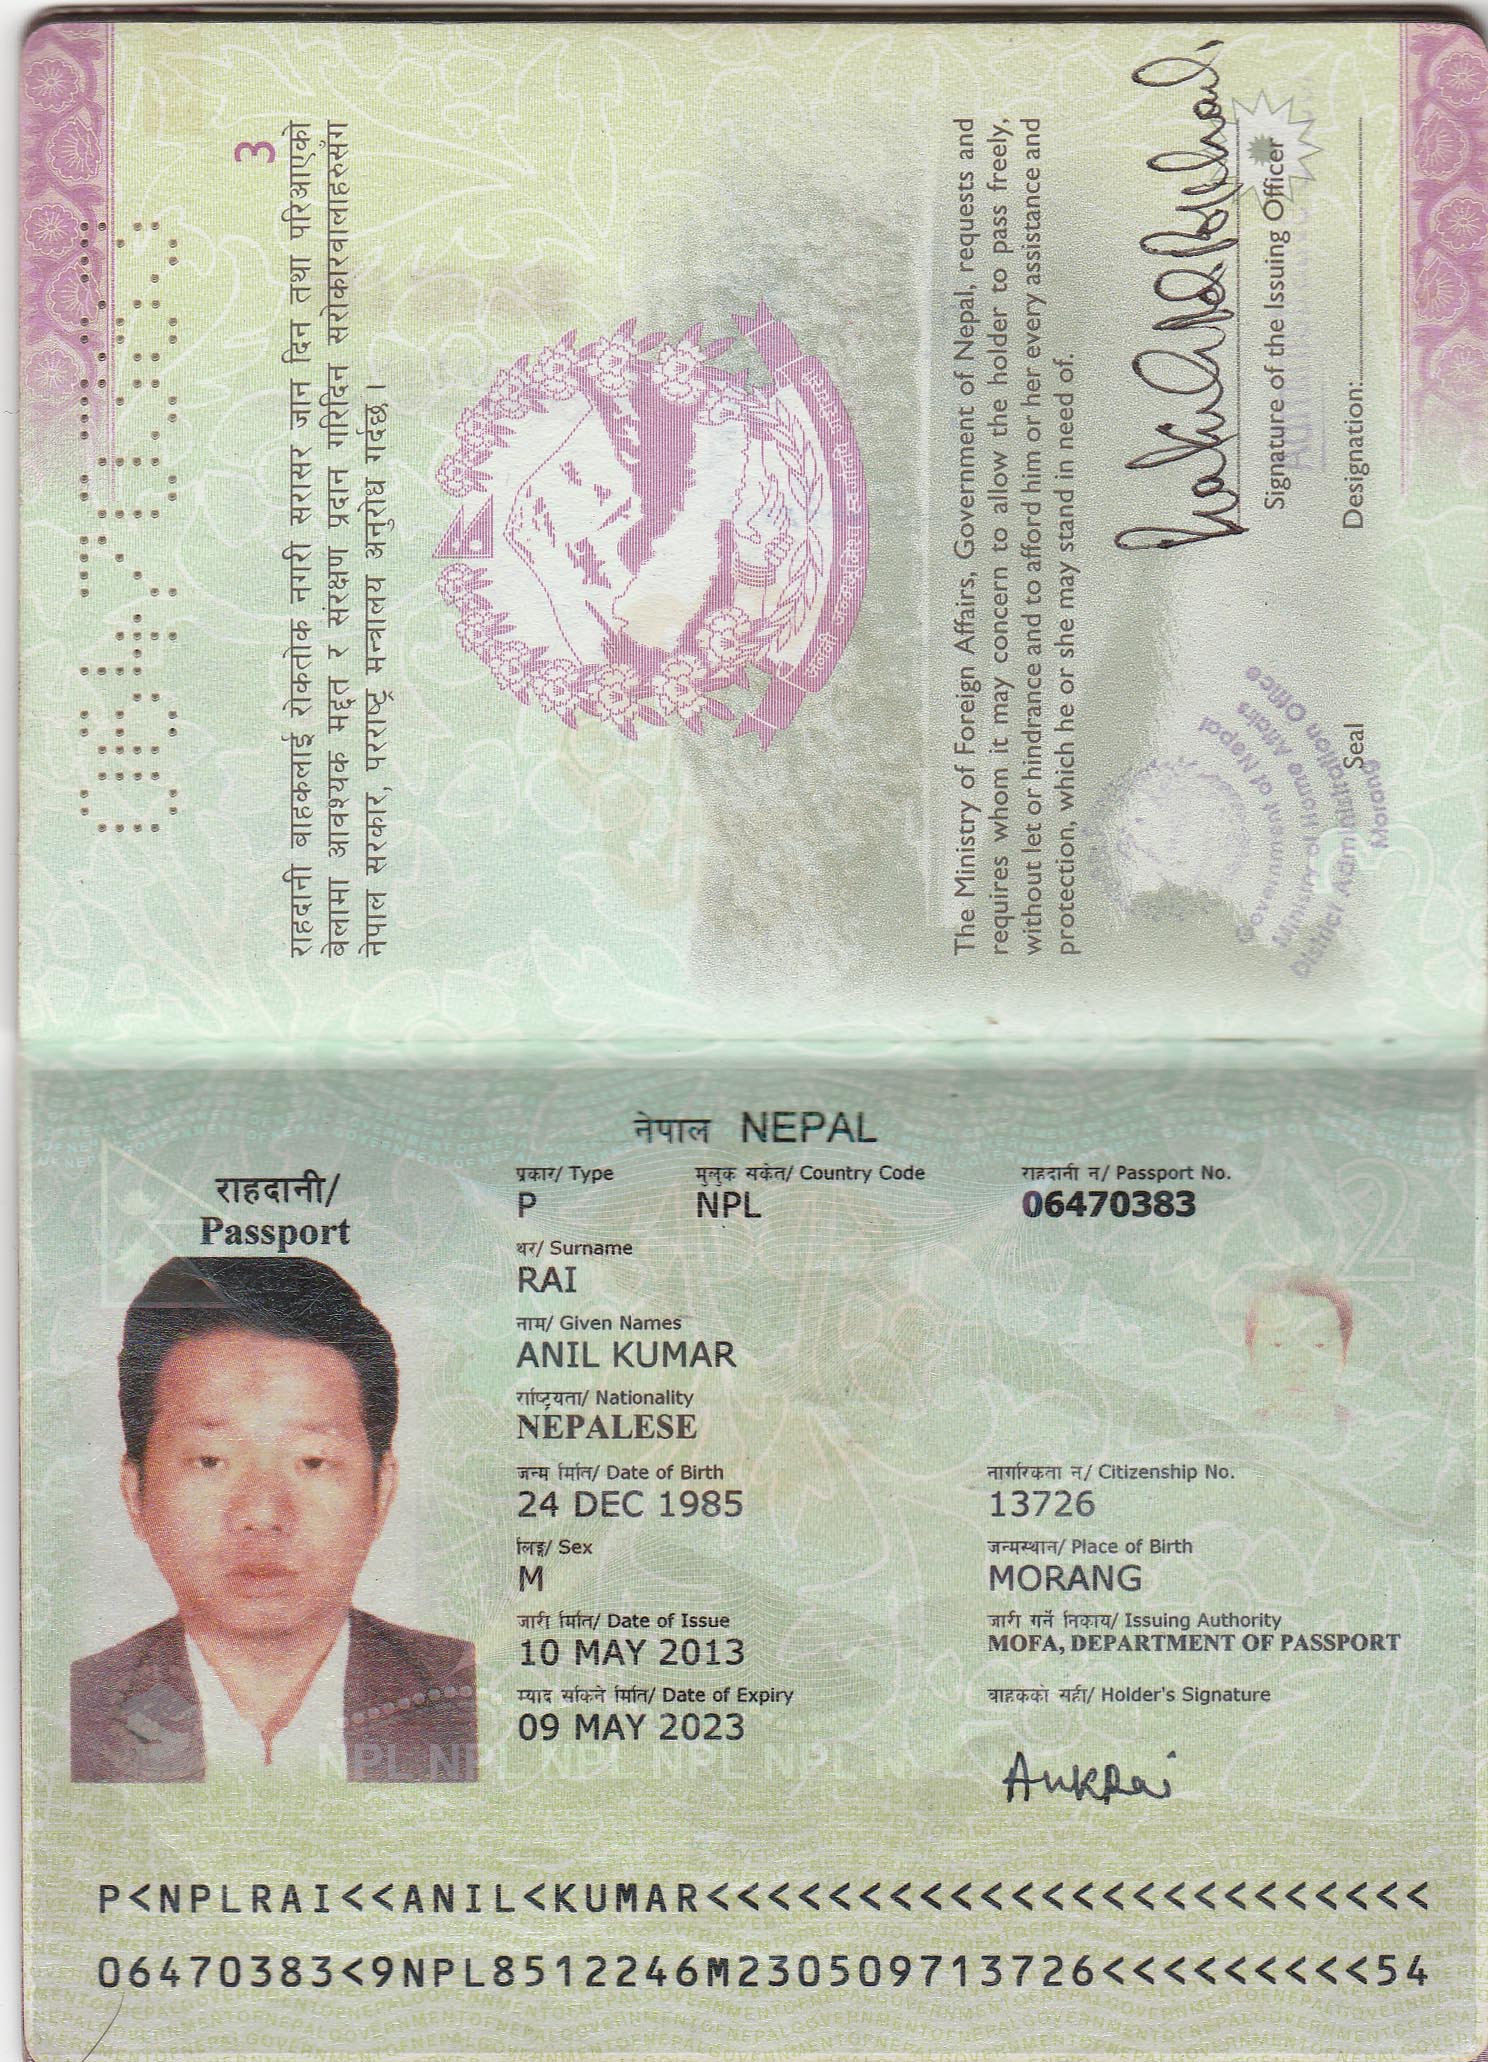 3
राहदानी बाहकलाई रोकतोक नगरी सरासर जान दिन तथा परिआएको
बेलामा आवश्यक मद्दत र संरक्षण प्रदान गरिदिन सरोकारवालाहरुसँग
नेपाल सरकार, परराष्ट्र मन्त्रालय अनुरोध गर्दछ।
The Ministry of Foreign Affairs, Government of Nepal, requests and
requires whom it may concern to allow the holder to pass freely,
without let or hindrance and to afford him or her every assistance and
protection, which he or she may stand in need of.
Signature of the Issuing Officer
Designation:
Seal
Government of Nepal
Ministry of Home Affairs
District Administration Office
Morang
नेपाल NEPAL
राहदानी/
Passport
प्रकार/ Type
मुलुक सकेत/ Country Code
राहदानी न/ Passport No.
P
NPL
06470383
थर/ Surname
RAI
नाम/ Given Names
ANIL KUMAR
राष्ट्रियता/ Nationality
NEPALESE
जन्म मिति/ Date of Birth
नागरिकता न/ Citizenship No.
24 DEC 1985
13726
लिङ्ग/ Sex
जन्मस्थान/ Place of Birth
M
MORANG
जारी मिति/ Date of Issue
जारी गर्ने निकाय/ Issuing Authority
10 MAY 2013
MOFA, DEPARTMENT OF PASSPORT
म्याद सकिने मिति/ Date of Expiry
वाहकको सही/ Holder's Signature
09 MAY 2023
NPL NPL NPL NPL NPL
P<NPLRAI<<ANIL<KUMAR<<<<<<<<<<<<<<<<<<<<<<<<
06470383<9NPL8512246M230509713726<<<<<<<<<54